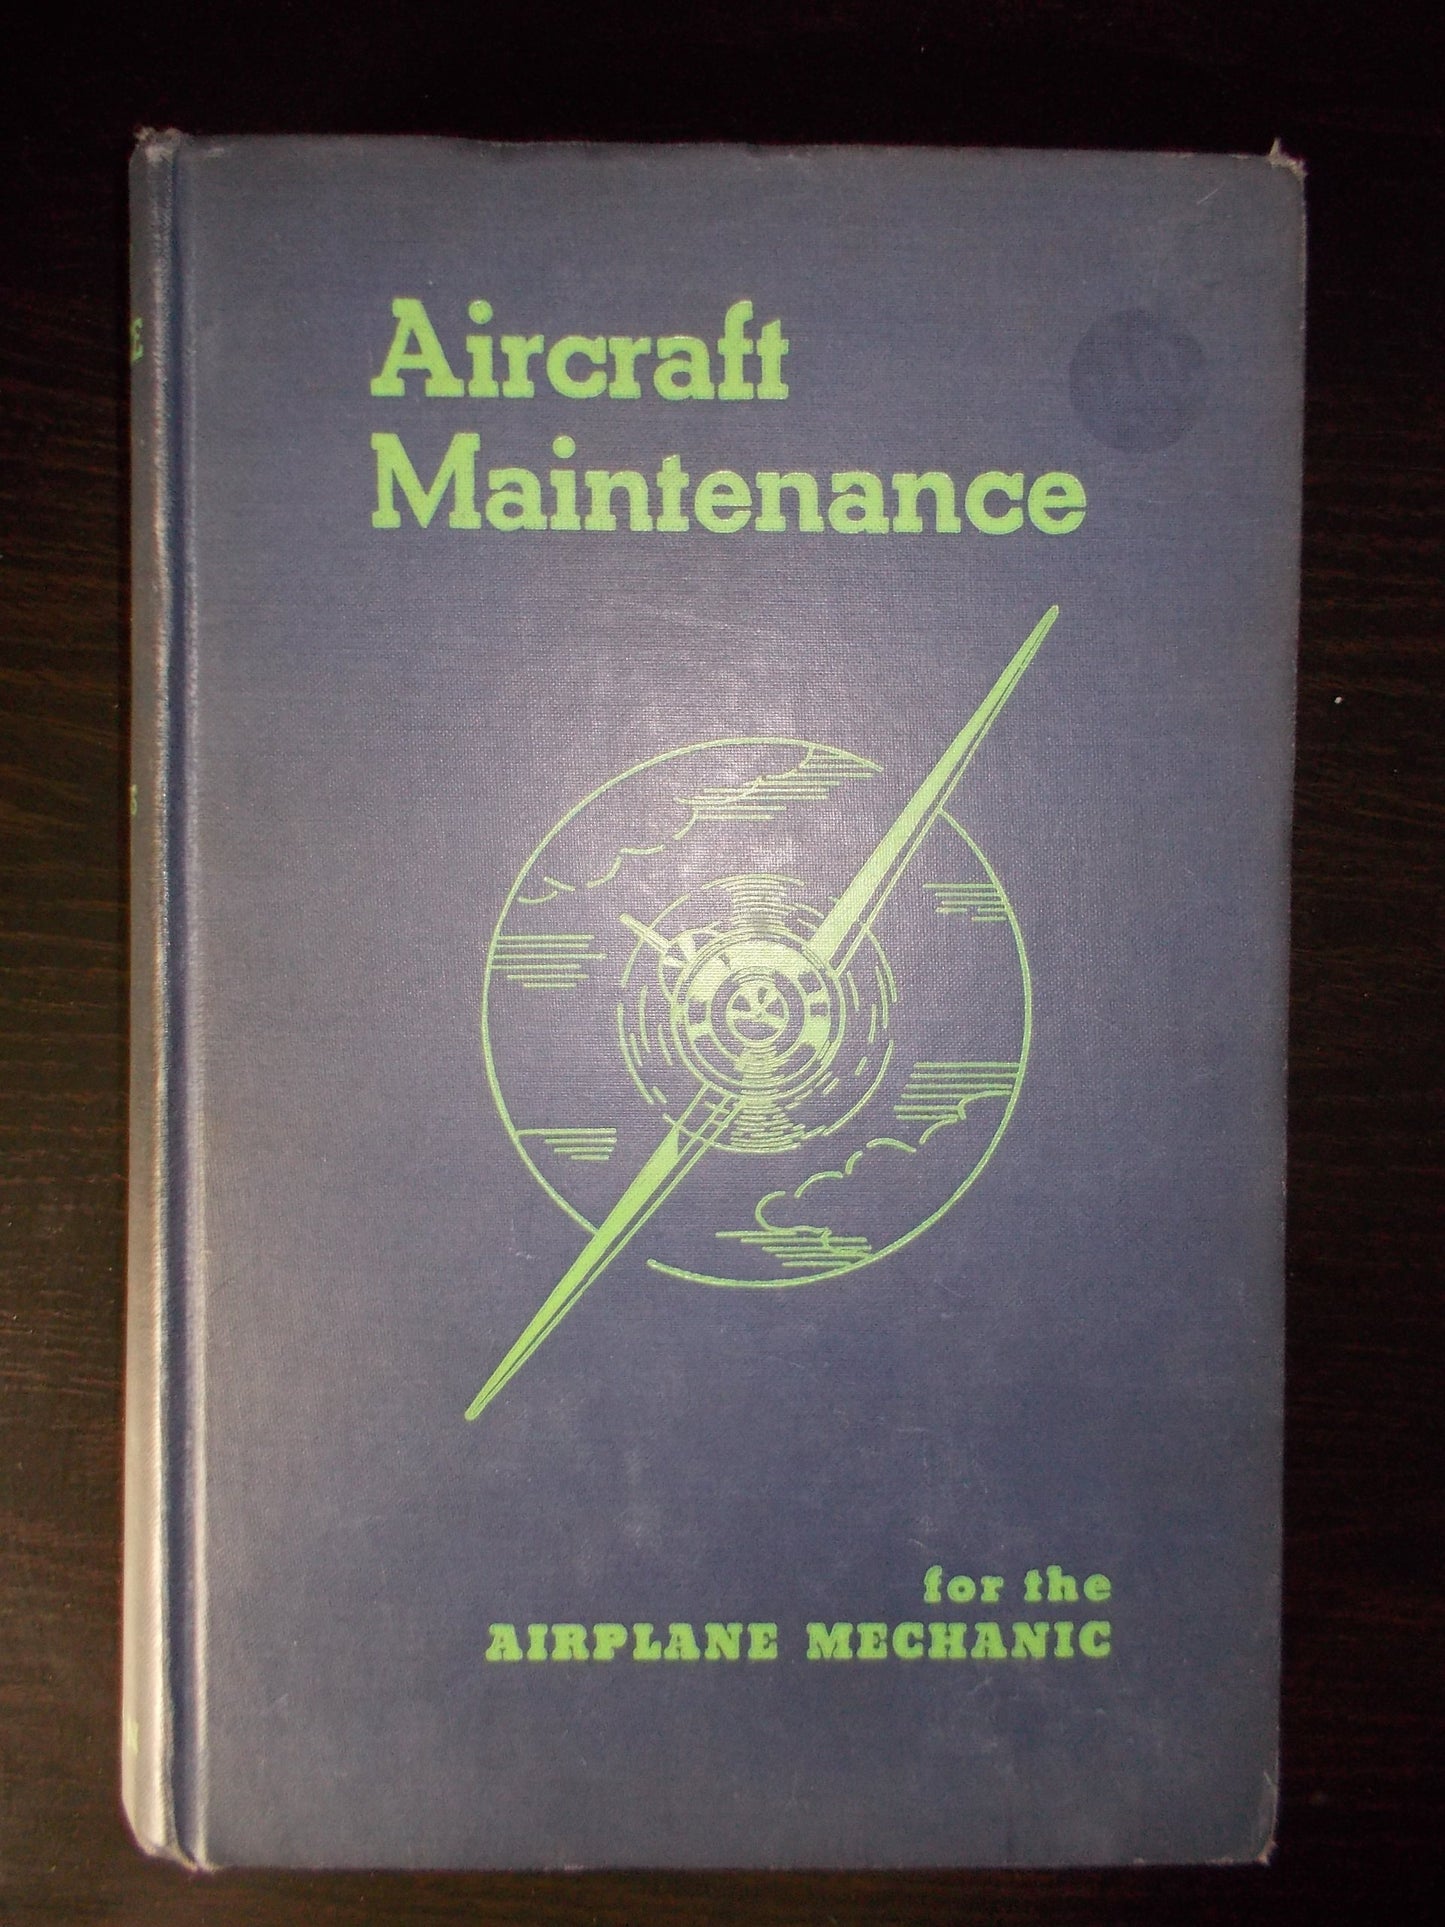 Aircraft
Maintenance
for the
AIRPLANE MECHANIC